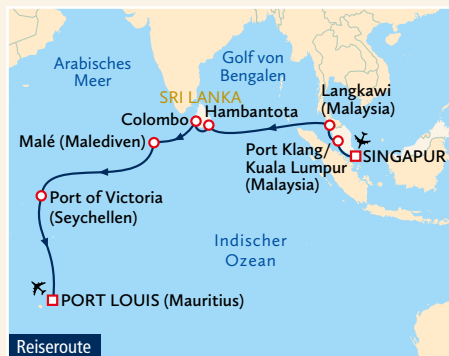 Arabisches
Meer
Golf von
Bengalen
SRI LANKA
Colombo
Hambantota
Langkawi
(Malaysia)
Malé (Malediven)
Port Klang/
Kuala Lumpur
(Malaysia)
SINGAPUR
Port of Victoria
(Seychellen)
Indischer
Ozean
PORT LOUIS (Mauritius)
Reiseroute